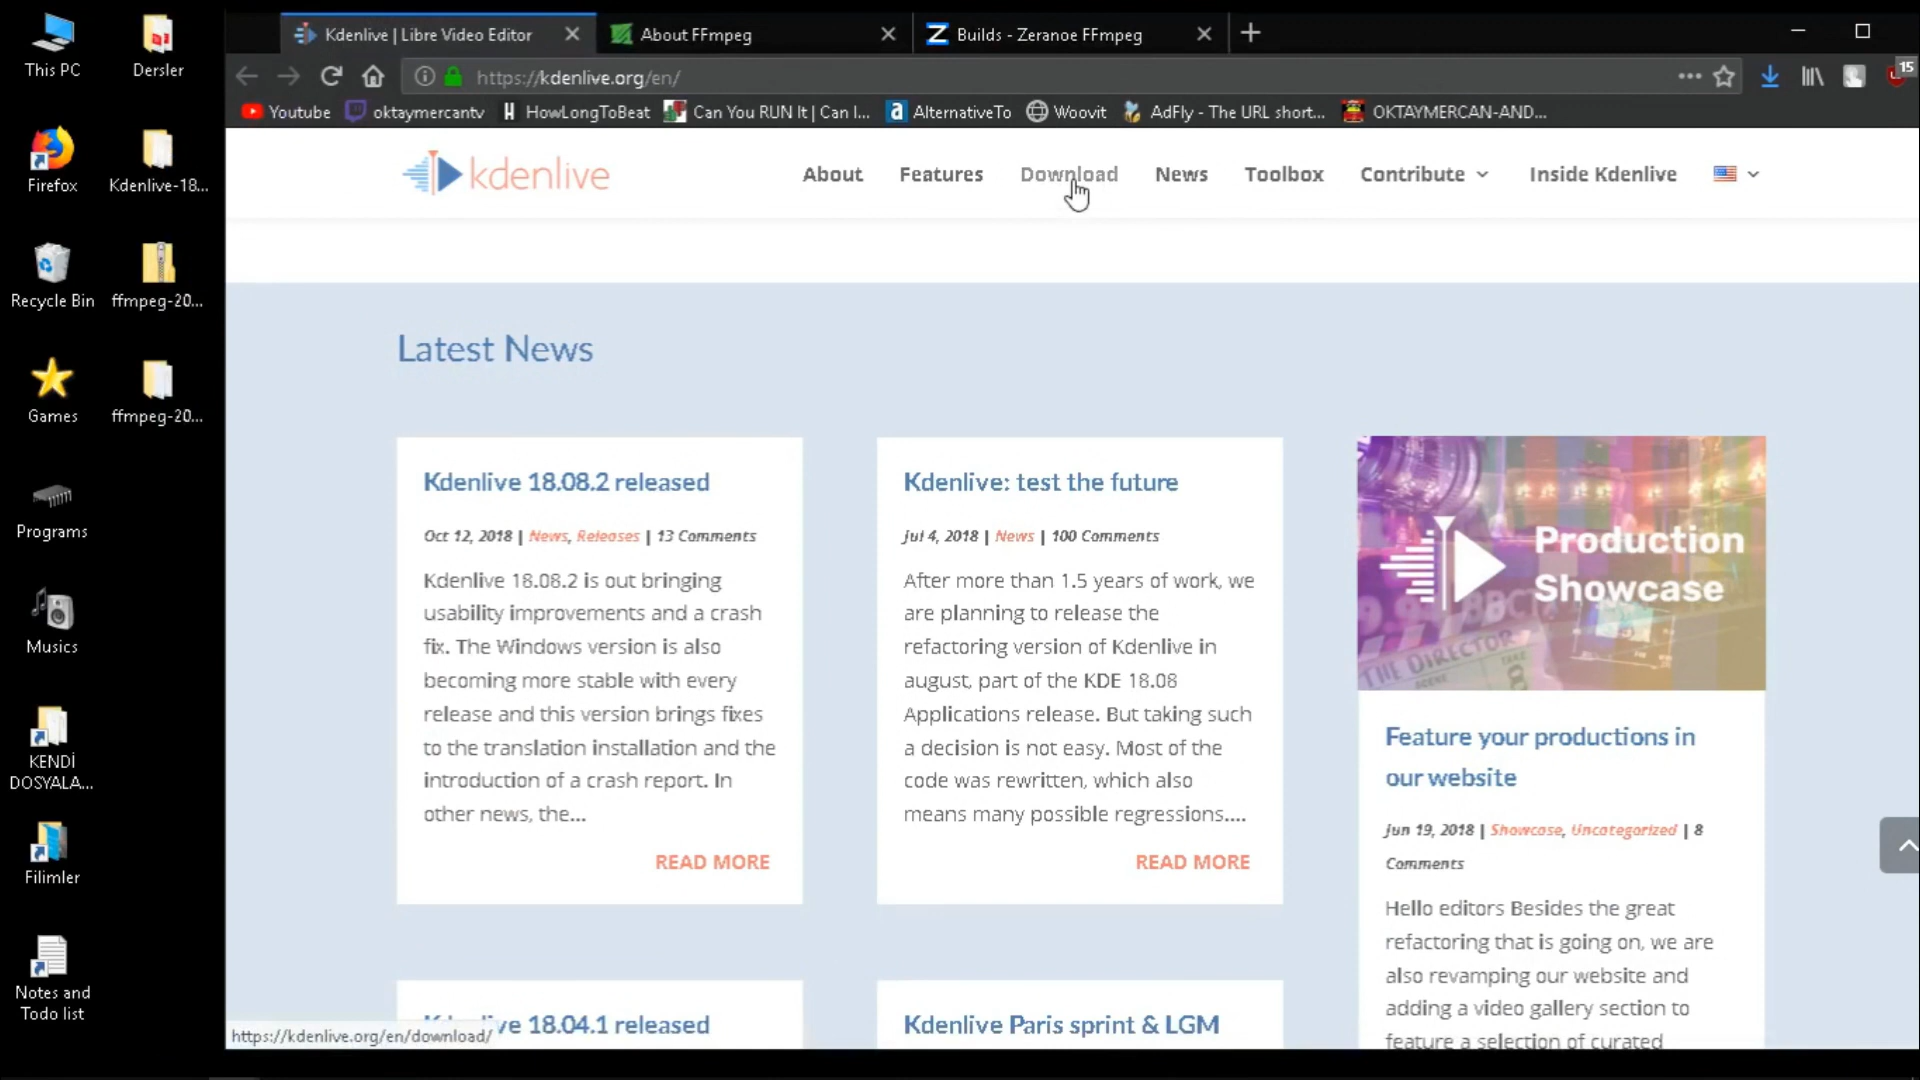 This PC
Dersler
Firefox
Kdenlive-18...
Recycle Bin
ffmpeg-20...
Games
ffmpeg-20...
Programs
Musics
KENDİ
DOSYALA...
Filimler
Notes and
Todo list
Kdenlive | Libre Video Editor
About FFmpeg
Builds - Zeranoe FFmpeg
https://kdenlive.org/en/
15
Youtube
oktaymercantv
HowLongToBeat
Can You RUN It | Can I...
AlternativeTo
Woovit
AdFly - The URL short...
OKTAYMERCAN-AND...
kdenlive
About
Features
Download
News
Toolbox
Contribute
Inside Kdenlive
Latest News
Kdenlive 18.08.2 released
Oct 12, 2018 | News, Releases | 13 Comments
Kdenlive 18.08.2 is out bringing
usability improvements and a crash
fix. The Windows version is also
becoming more stable with every
release and this version brings fixes
to the translation installation and the
introduction of a crash report. In
other news, the...
READ MORE
Kdenlive: test the future
Jul 4, 2018 | News | 100 Comments
After more than 1.5 years of work, we
are planning to release the
refactoring version of Kdenlive in
august, part of the KDE 18.08
Applications release. But taking such
a decision is not easy. Most of the
code was rewritten, which also
means many possible regressions....
READ MORE
Production
Showcase
THE DIRECTOR
Feature your productions in
our website
Jun 19, 2018 | Showcase, Uncategorized | 8
Comments
Hello editors Besides the great
refactoring that is going on, we are
also revamping our website and
adding a video gallery section to
feature a selection of curated
Kdenlive 18.04.1 released
Kdenlive Paris sprint & LGM
https://kdenlive.org/en/download/